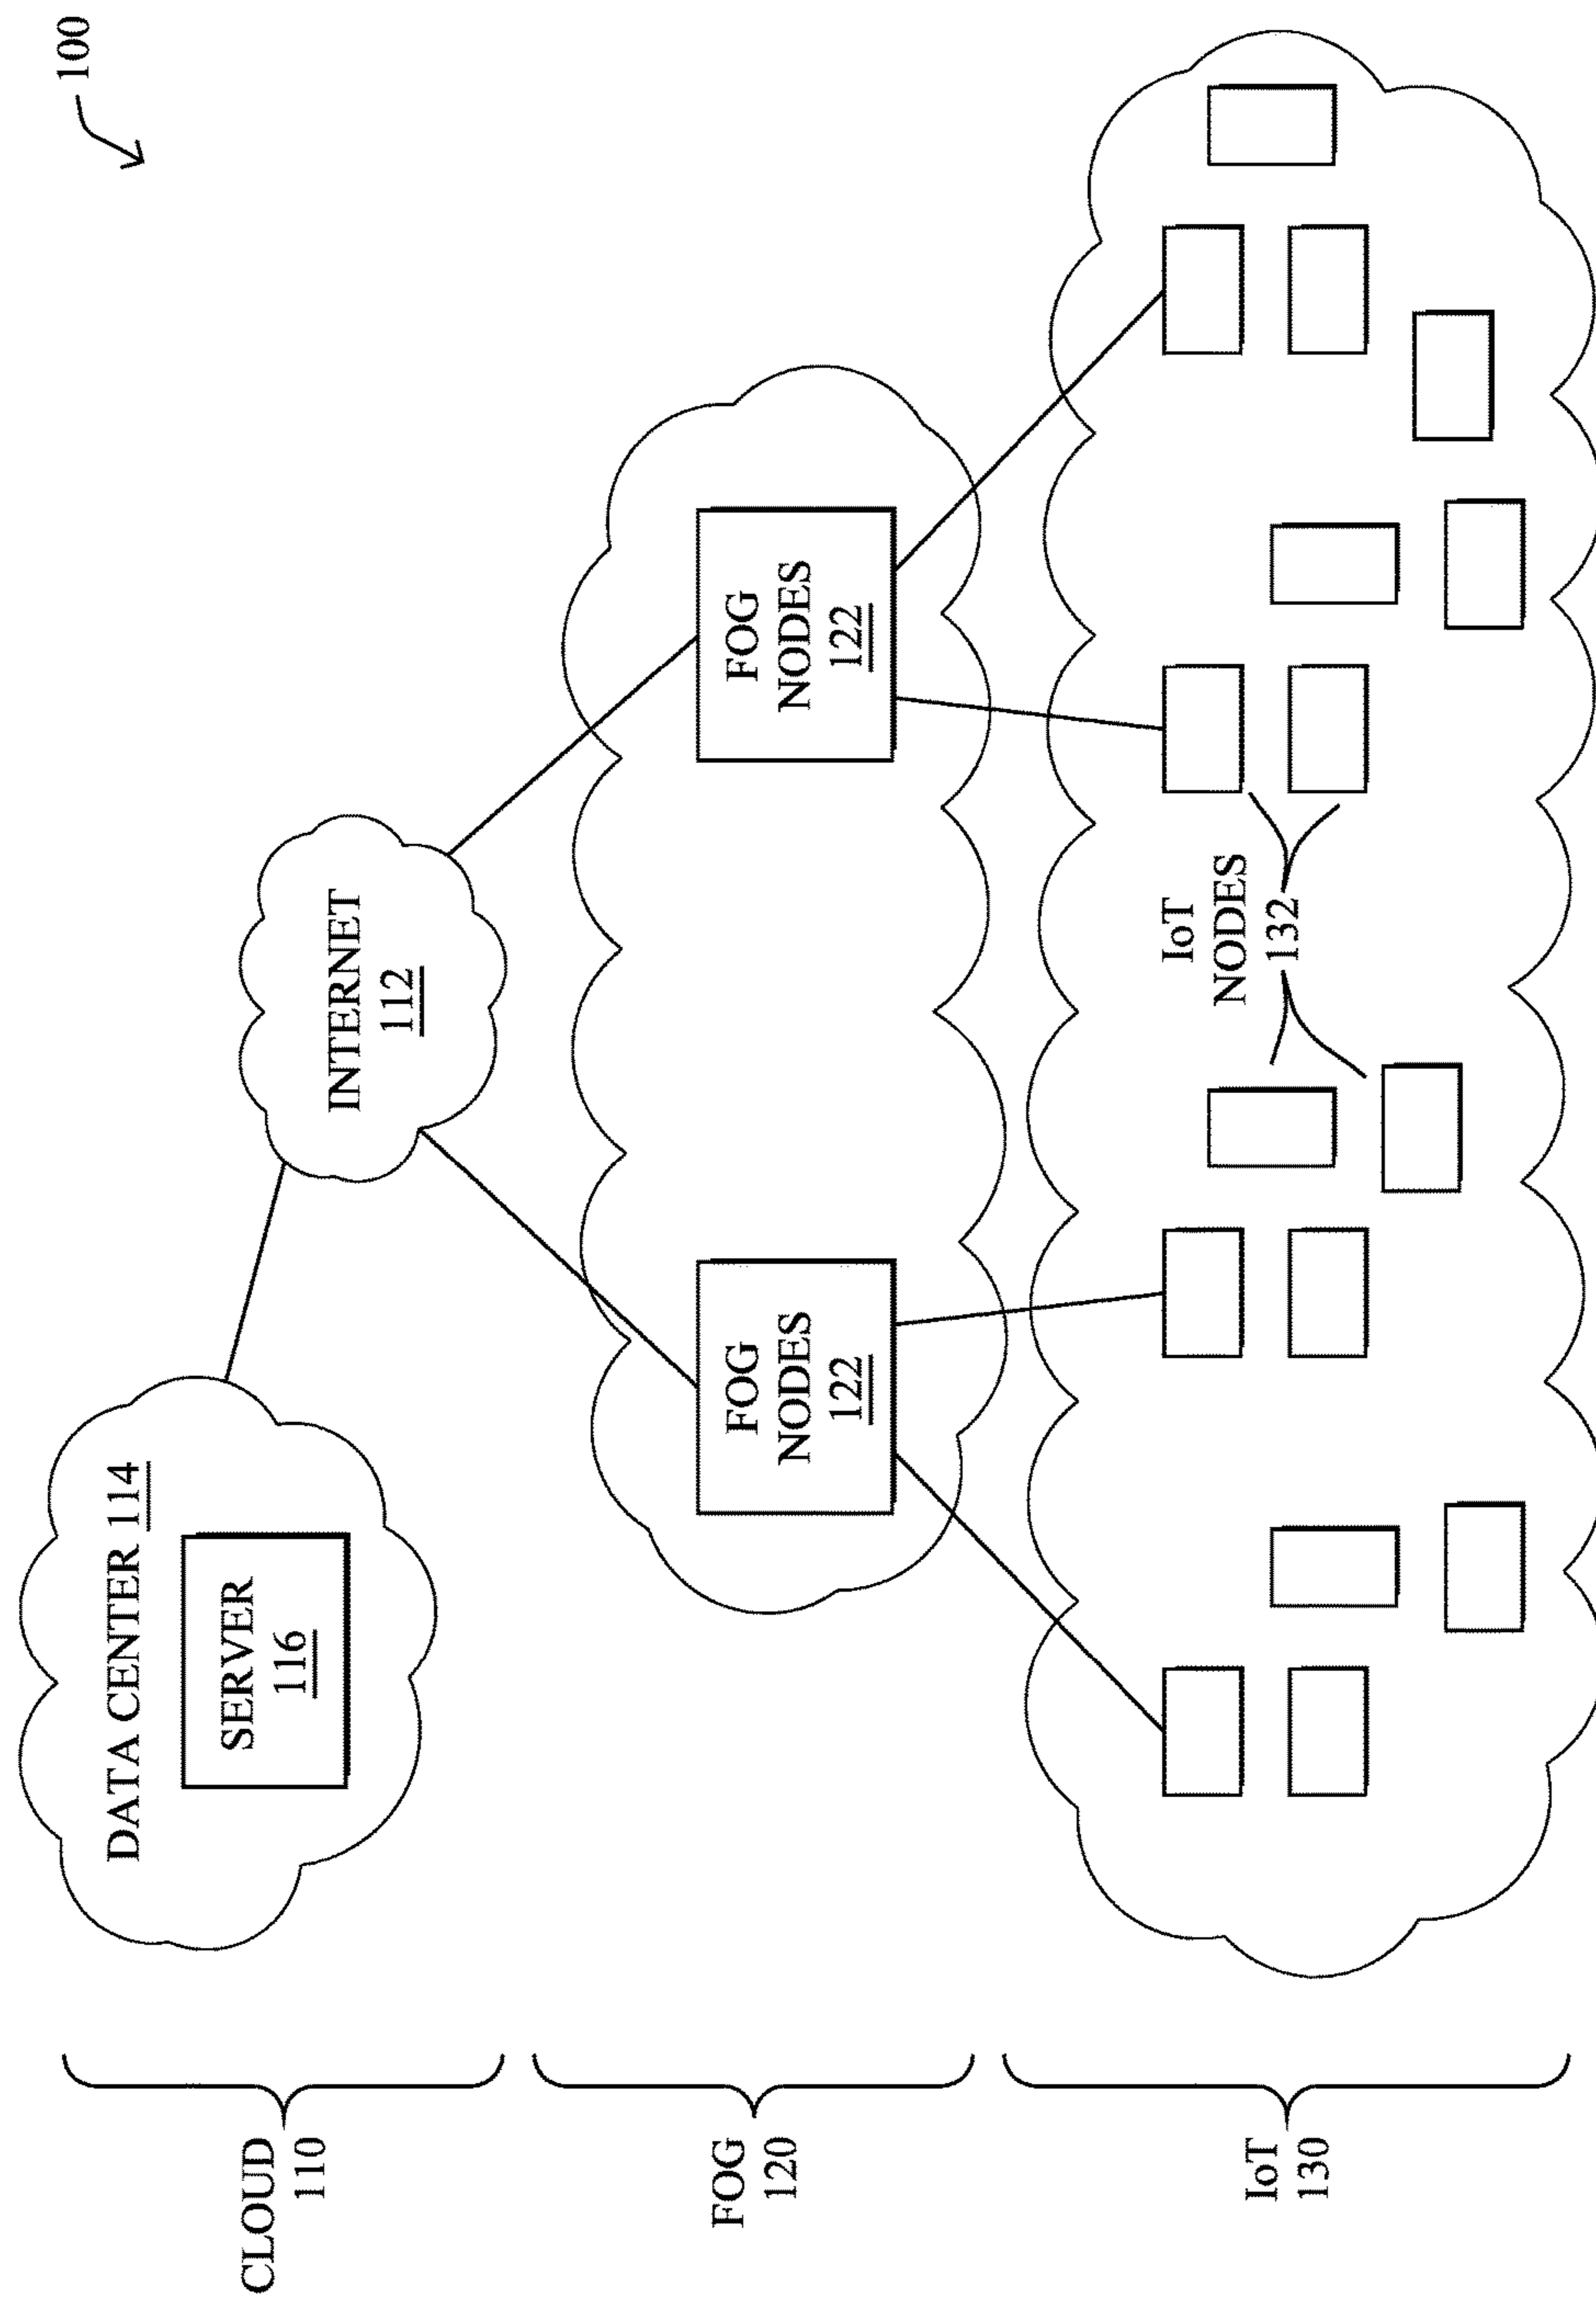 100
CLOUD
110
DATA CENTER 114
SERVER
116
INTERNET
112
FOG
120
FOG
NODES
122
FOG
NODES
122
IoT
130
IoT
NODES
132